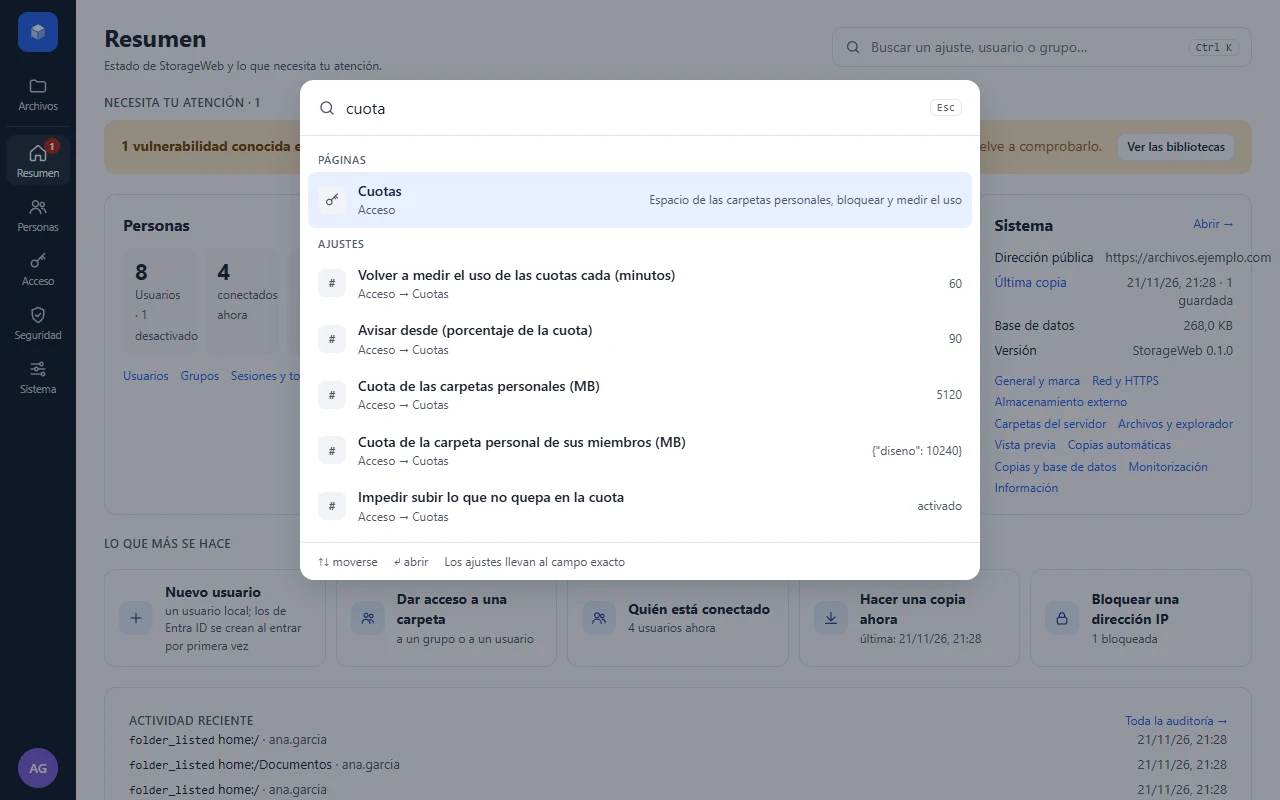 Resumen
Estado de StorageWeb y lo que necesita tu atención.
Buscar un ajuste, usuario o grupo...
Ctrl K
Archivos
1
Resumen
Personas
Acceso
Seguridad
Sistema
AG
NECESITA TU ATENCIÓN · 1
1 vulnerabilidad conocida e
elve a comprobarlo.
Ver las bibliotecas
cuota
Esc
PÁGINAS
Cuotas
Acceso
Espacio de las carpetas personales, bloquear y medir el uso
AJUSTES
# Volver a medir el uso de las cuotas cada (minutos)
Acceso → Cuotas
60
# Avisar desde (porcentaje de la cuota)
Acceso → Cuotas
90
# Cuota de las carpetas personales (MB)
Acceso → Cuotas
5120
# Cuota de la carpeta personal de sus miembros (MB)
Acceso → Cuotas
{"diseno": 10240}
# Impedir subir lo que no quepa en la cuota
Acceso → Cuotas
activado
↑↓ moverse ↵ abrir Los ajustes llevan al campo exacto
Personas
8
Usuarios
· 1
desactivado
4
conectados
ahora
Usuarios Grupos Sesiones y to
Sistema
Abrir →
Dirección pública https://archivos.ejemplo.com
Última copia 21/11/26, 21:28 · 1
guardada
Base de datos 268,0 KB
Versión StorageWeb 0.1.0
General y marca Red y HTTPS
Almacenamiento externo
Carpetas del servidor Archivos y explorador
Vista previa Copias automáticas
Copias y base de datos Monitorización
Información
LO QUE MÁS SE HACE
Nuevo usuario
un usuario local; los de
Entra ID se crean al entrar
por primera vez
Dar acceso a una
carpeta
a un grupo o a un usuario
Quién está conectado
4 usuarios ahora
Hacer una copia
ahora
última: 21/11/26, 21:28
Bloquear una
dirección IP
1 bloqueada
ACTIVIDAD RECIENTE
Toda la auditoría →
folder_listed home:/ · ana.garcia 21/11/26, 21:28
folder_listed home:/Documentos · ana.garcia 21/11/26, 21:28
folder_listed home:/ · ana.garcia 21/11/26, 21:28